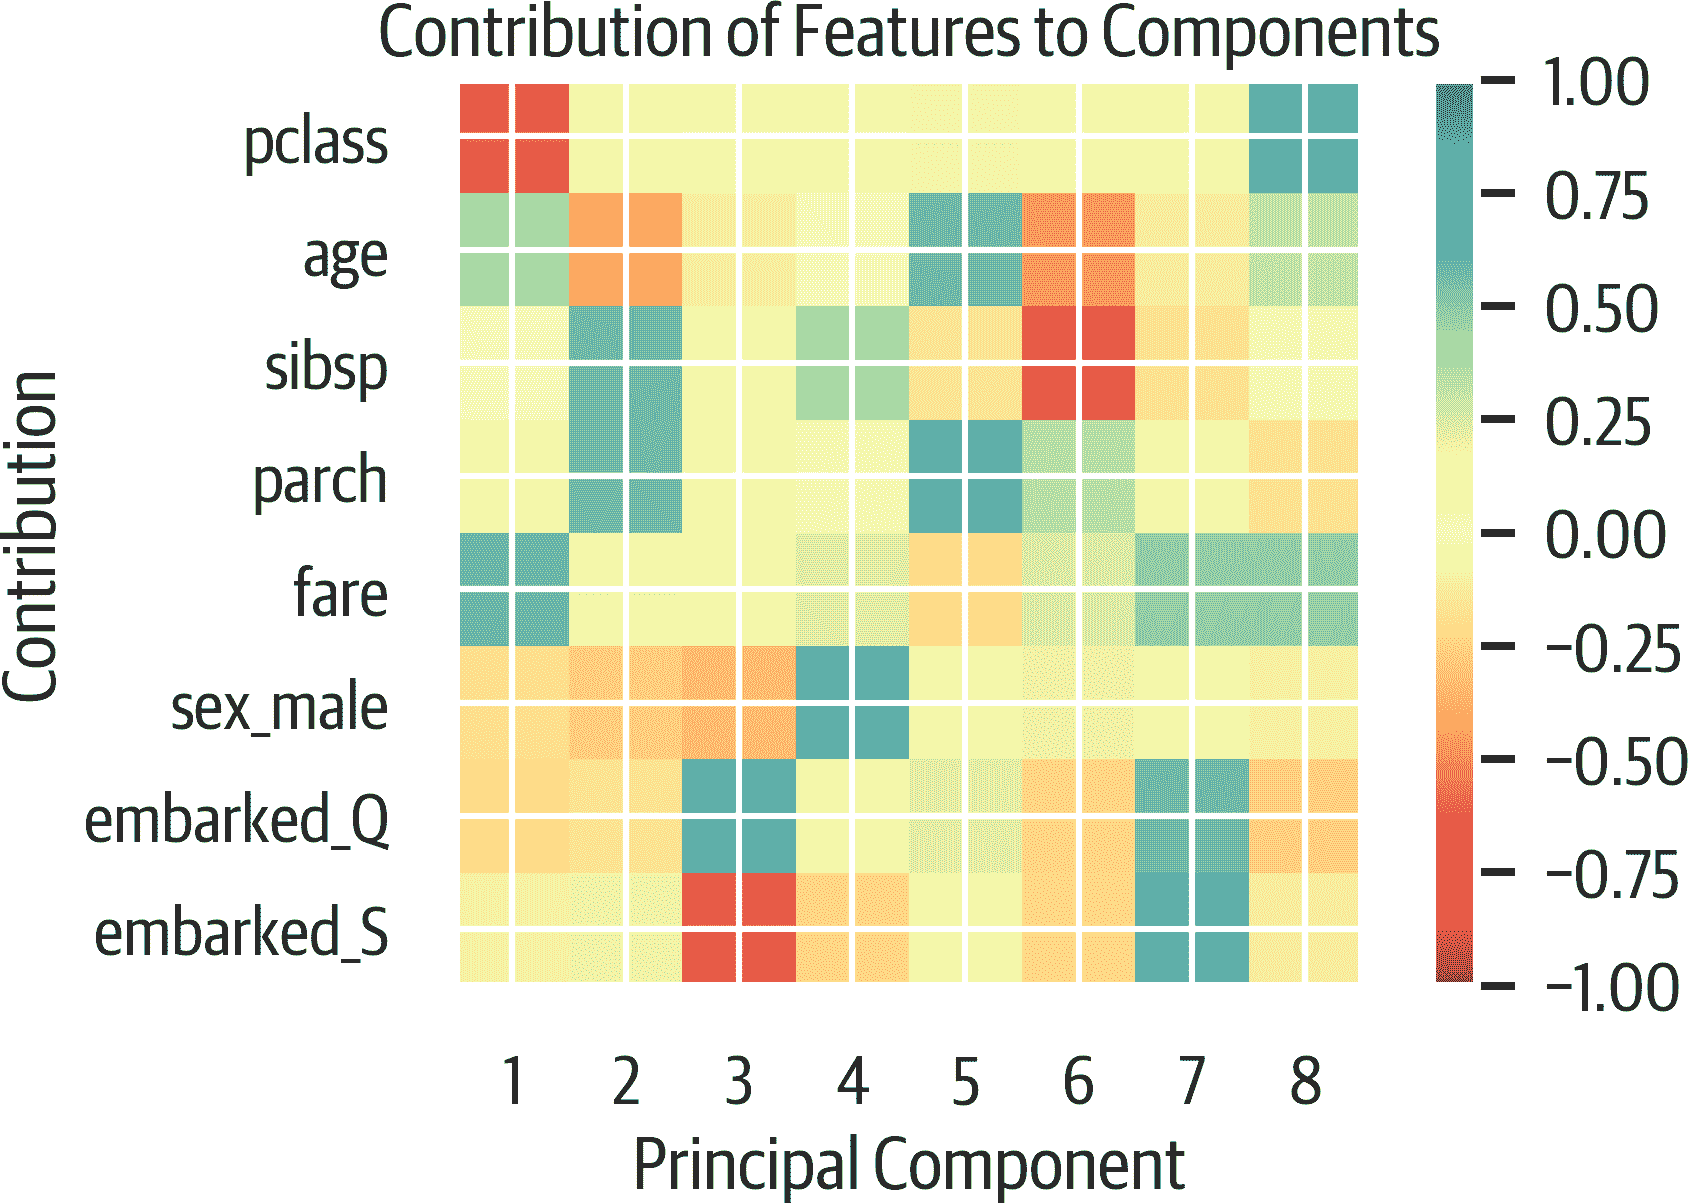 Contribution of Features to Components
Contribution
pclass
age
sibsp
parch
fare
sex_male
embarked_Q
embarked_S
1 2 3 4 5 6 7 8
Principal Component
1.00
0.75
0.50
0.25
0.00
−0.25
−0.50
−0.75
−1.00